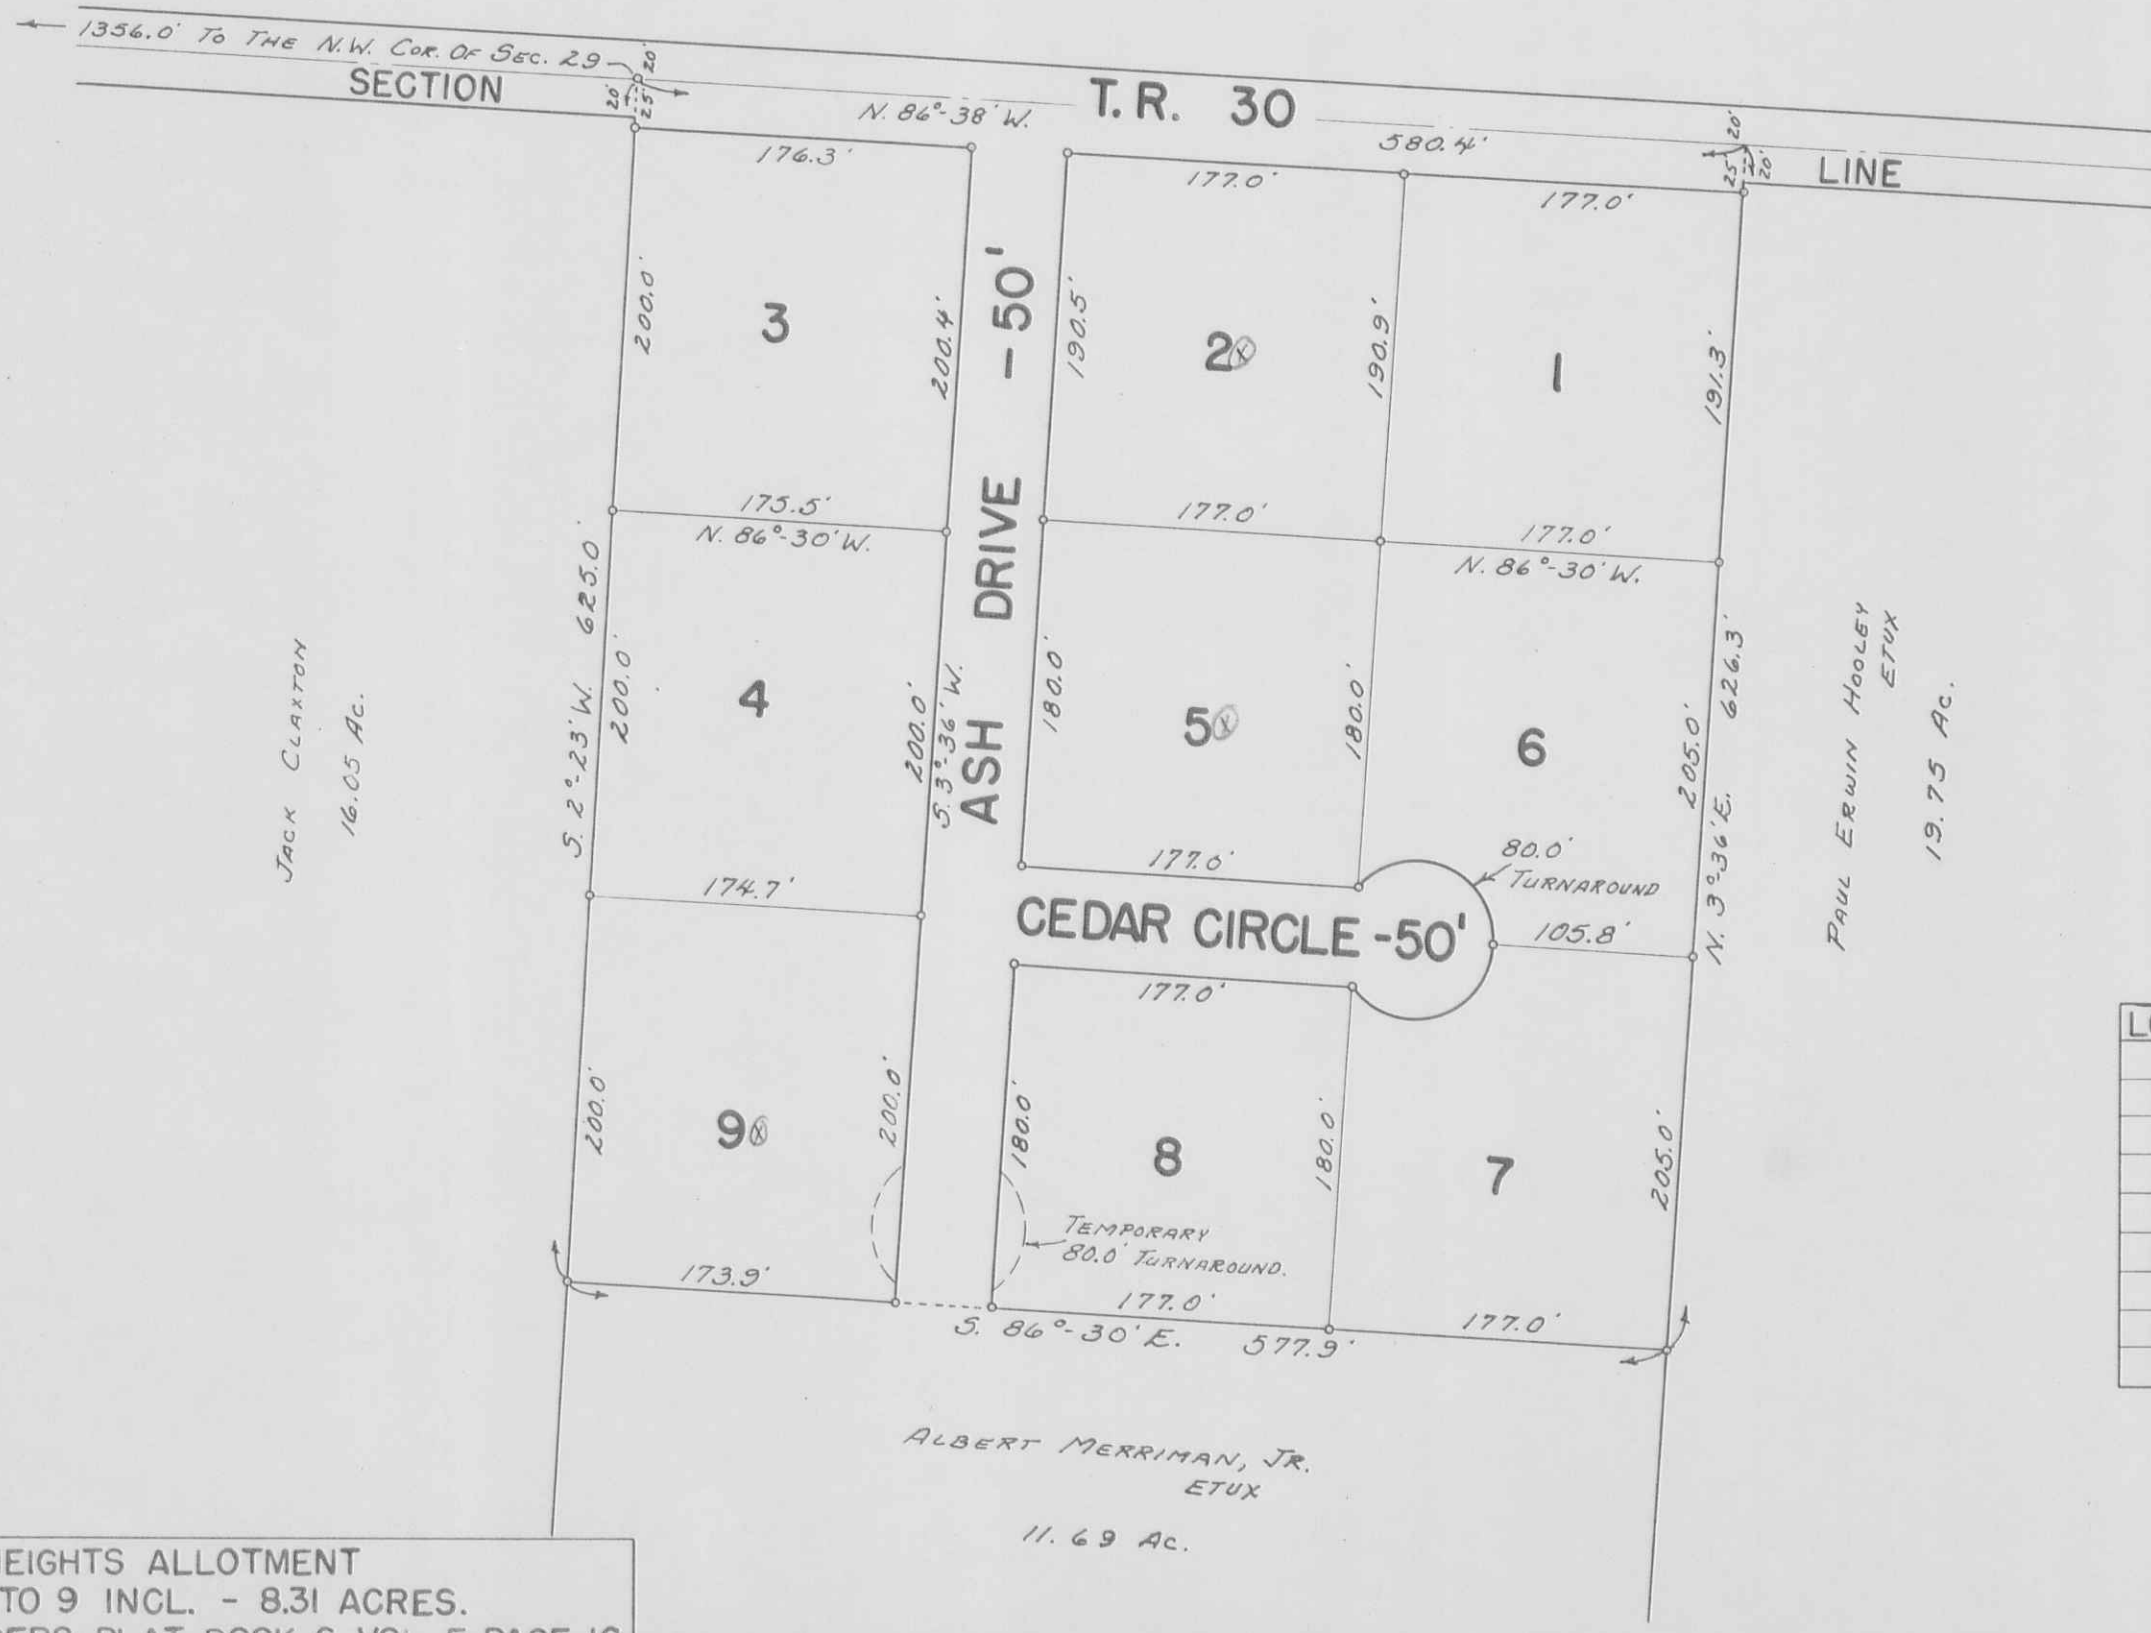 1356.0' TO THE N.W. COR. OF SEC. 29
20'
SECTION
20'
25'
N. 86°-38' W.
T.R. 30
580.4'
20'
25'
20'
LINE
176.3'
177.0'
177.0'
200.0'
3
200.4'
ASH DRIVE - 50'
190.5'
2 X
190.9'
1
191.3'
175.5'
N. 86°-30' W.
177.0'
177.0'
N. 86°-30' W.
S. 2°-23' W. 625.0'
200.0'
4
200.0'
S. 3°-36' W.
180.0'
5 X
180.0'
6
205.0'
N. 3°-36' E. 626.3'
JACK CLAXTON
16.05 AC.
PAUL ERWIN HOOLEY
ETUX
19.75 AC.
174.7'
177.0'
80.0'
TURNAROUND
CEDAR CIRCLE - 50'
105.8'
177.0'
L
200.0'
9 X
200.0'
180.0'
8
180.0'
7
205.0'
TEMPORARY
80.0' TURNAROUND.
173.9'
177.0'
177.0'
S. 86°-30' E. 577.9'
ALBERT MERRIMAN, JR.
ETUX
11.69 AC.
EIGHTS ALLOTMENT
TO 9 INCL. - 8.31 ACRES.